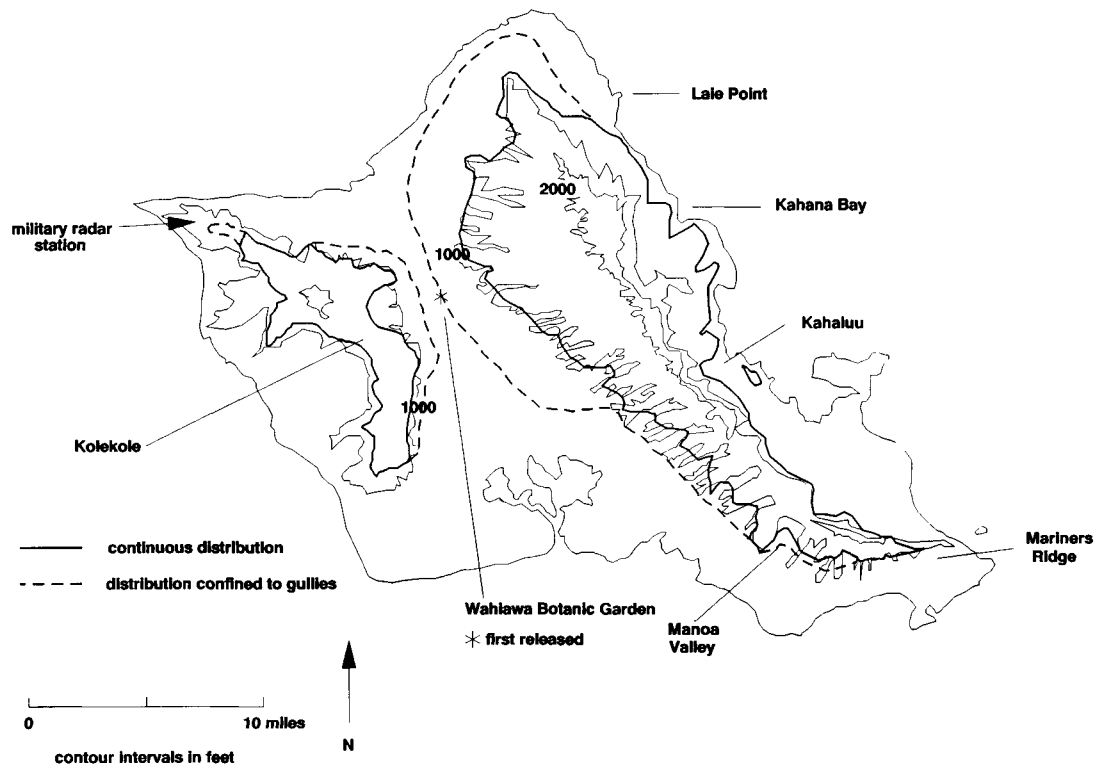 Laie Point
2000
Kahana Bay
military radar
station
1000
Kahaluu
1000
Kolekole
continuous distribution
Mariners
Ridge
distribution confined to gullies
Wahiawa Botanic Garden
first released
Manoa
Valley
0
10 miles
contour intervals in feet
N